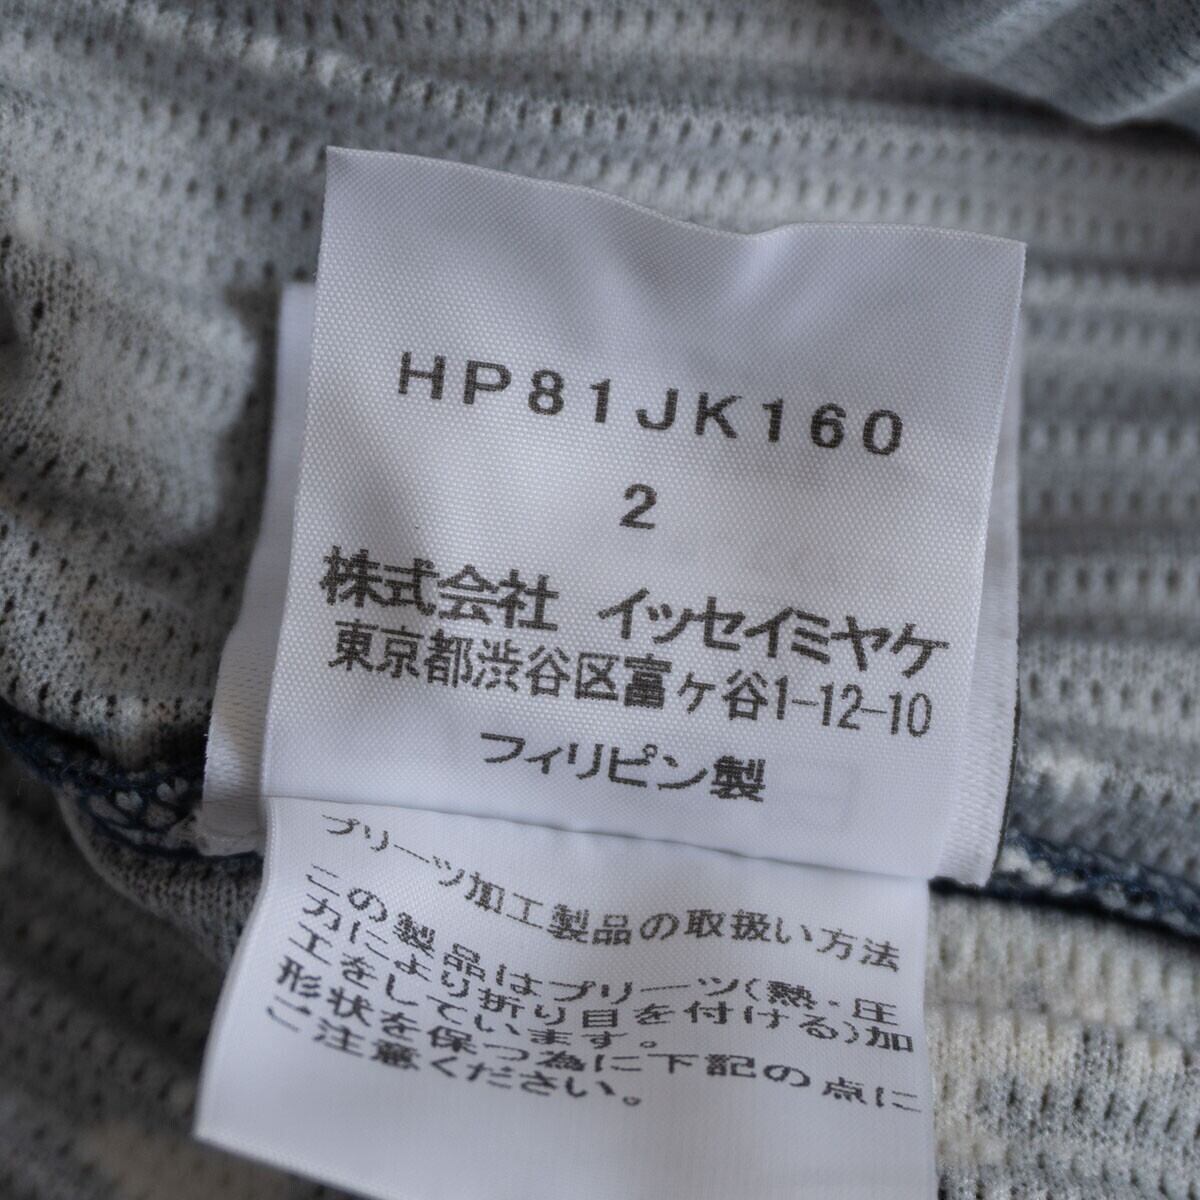 HP81JK160
2
株式会社 イッセイミヤケ
東京都渋谷区富ヶ谷1-12-10
フィリピン製
プリーツ加工製品の取扱い方法
この製品はプリーツ(熱・圧
力により折り目を付ける)加
工をしています。
形状を保つ為に下記の点に
ご注意ください。